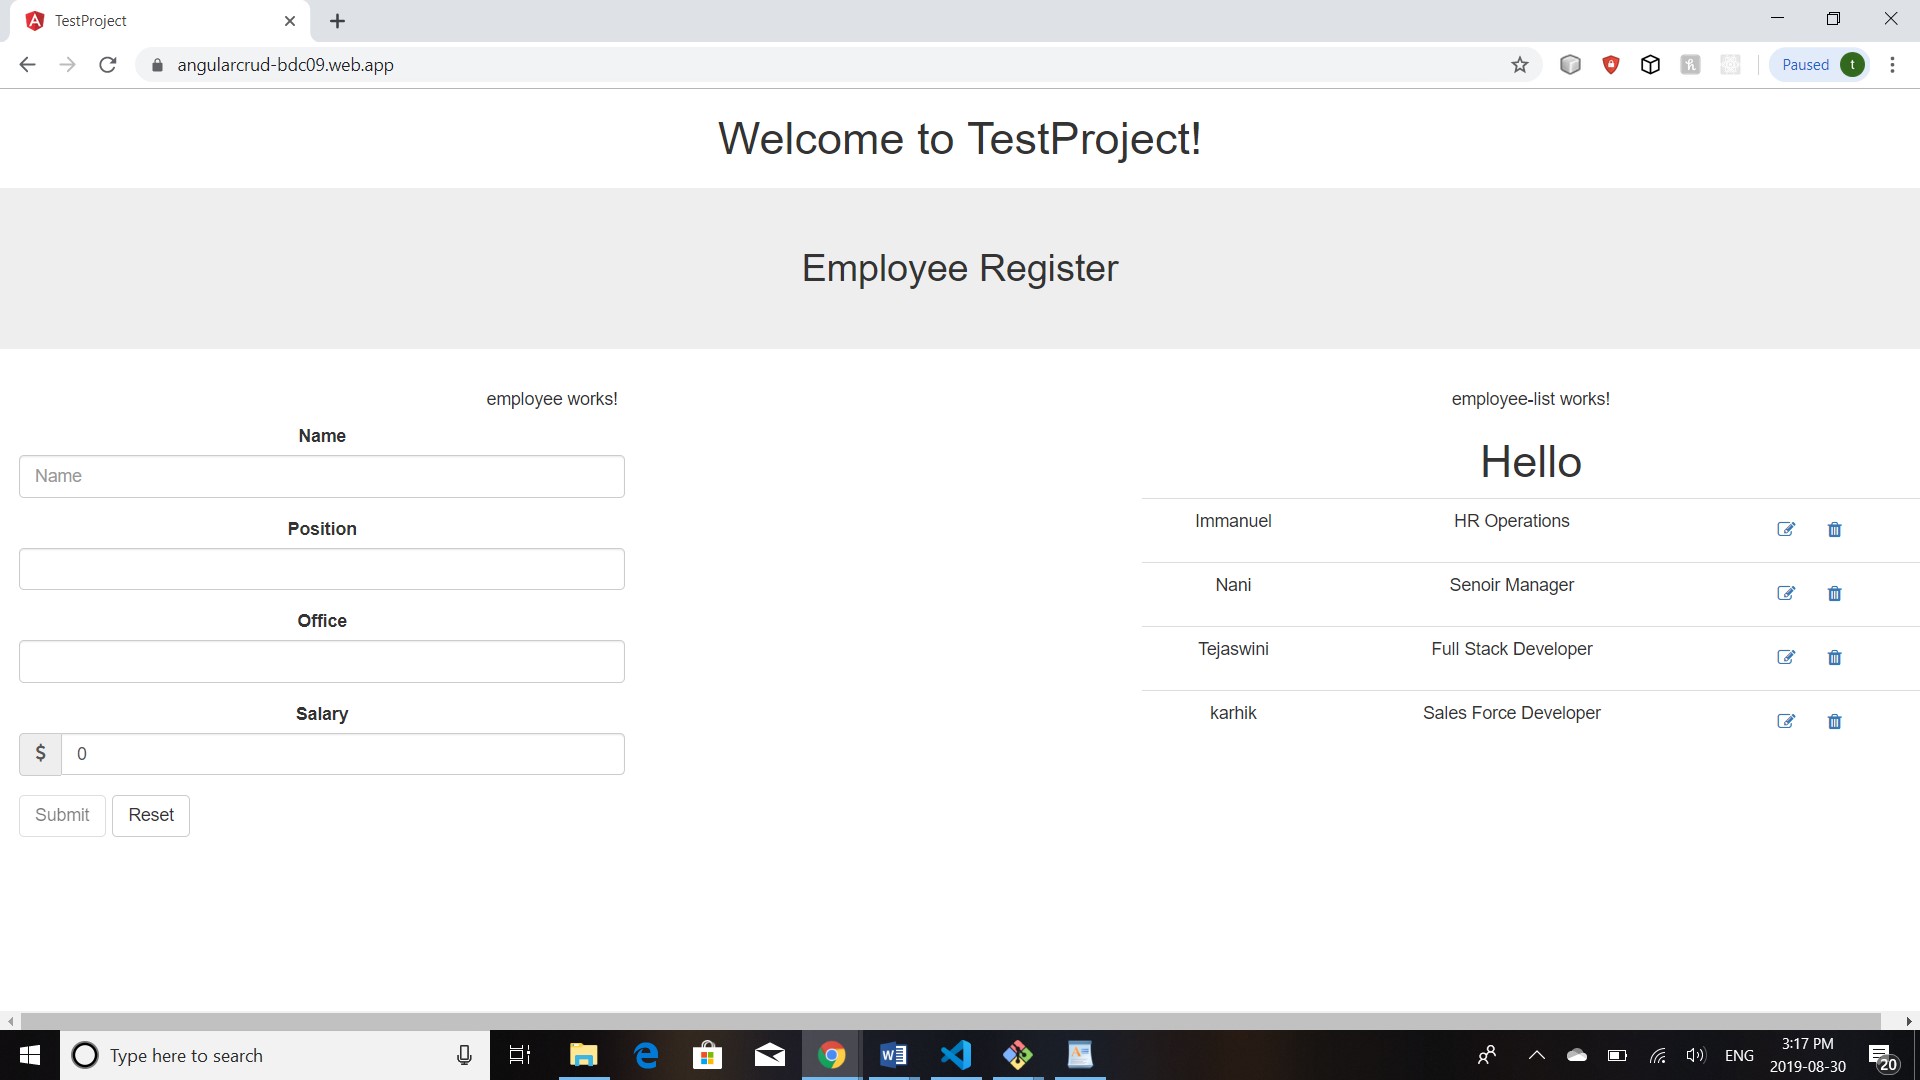 TestProject
angularcrud-bdc09.web.app
Paused t
Welcome to TestProject!
Employee Register
employee works!
Name
Name
Position
Office
Salary
$ 0
Submit Reset
employee-list works!
Hello
Immanuel HR Operations
Nani Senoir Manager
Tejaswini Full Stack Developer
karhik Sales Force Developer
Type here to search
ENG
3:17 PM
2019-08-30
20